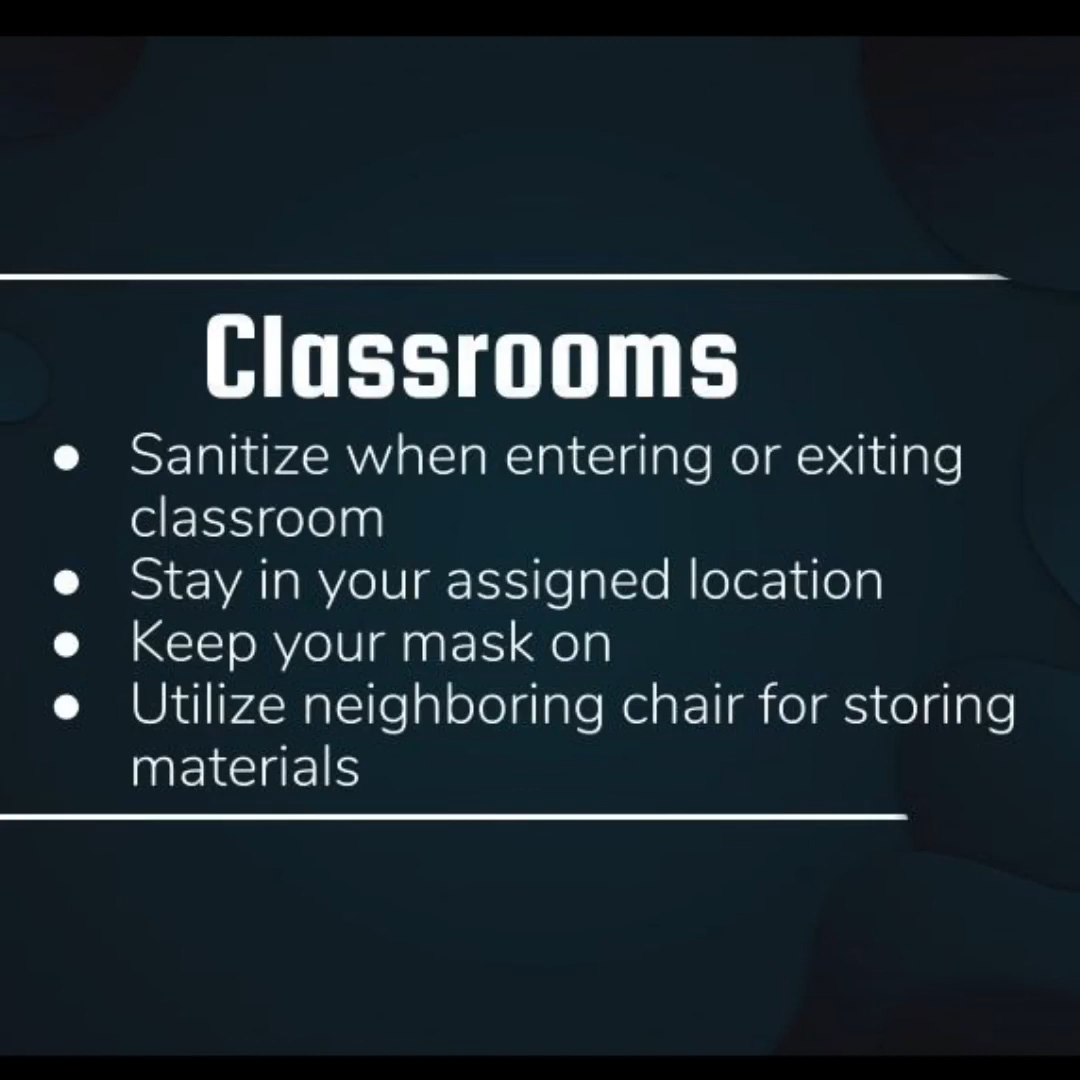 Classrooms
● Sanitize when entering or exiting
classroom
● Stay in your assigned location
● Keep your mask on
● Utilize neighboring chair for storing
materials